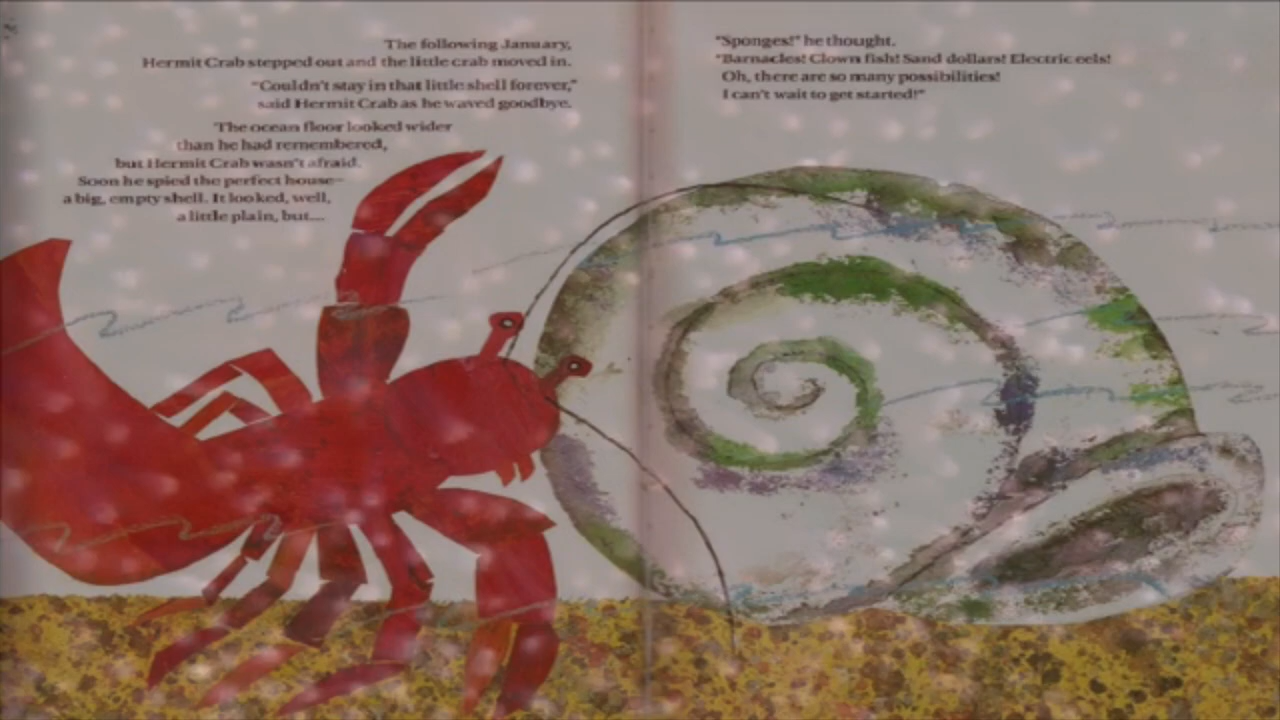 The following January,
Hermit Crab stepped out and the little crab moved in.
"Couldn't stay in that little shell forever,"
said Hermit Crab as he waved goodbye.
The ocean floor looked wider
than he had remembered,
but Hermit Crab wasn't afraid.
Soon he spied the perfect house—
a big, empty shell. It looked, well,
a little plain, but....
"Sponges!" he thought.
"Barnacles! Clown fish! Sand dollars! Electric eels!
Oh, there are so many possibilities!
I can't wait to get started!"